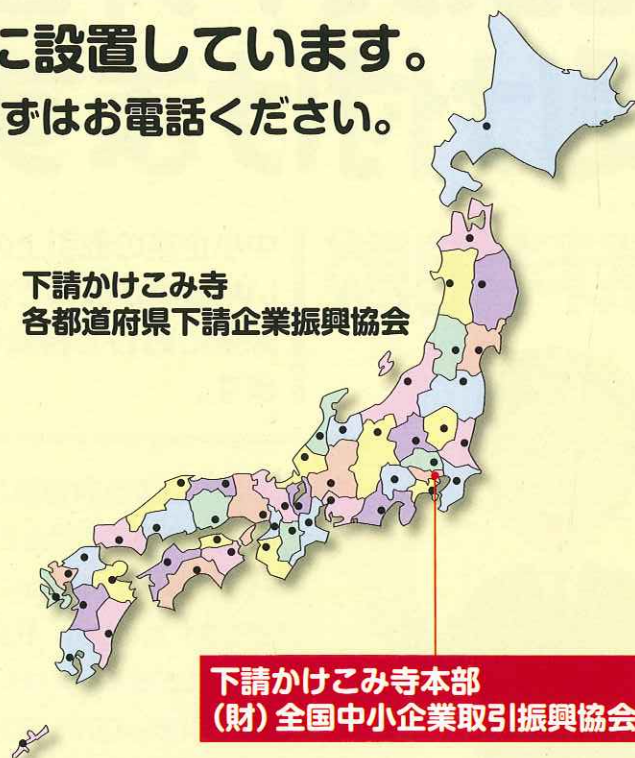 に設置しています。
ずはお電話ください。
下請かけこみ寺
各都道府県下請企業振興協会
下請かけこみ寺本部
(財)全国中小企業取引振興協会